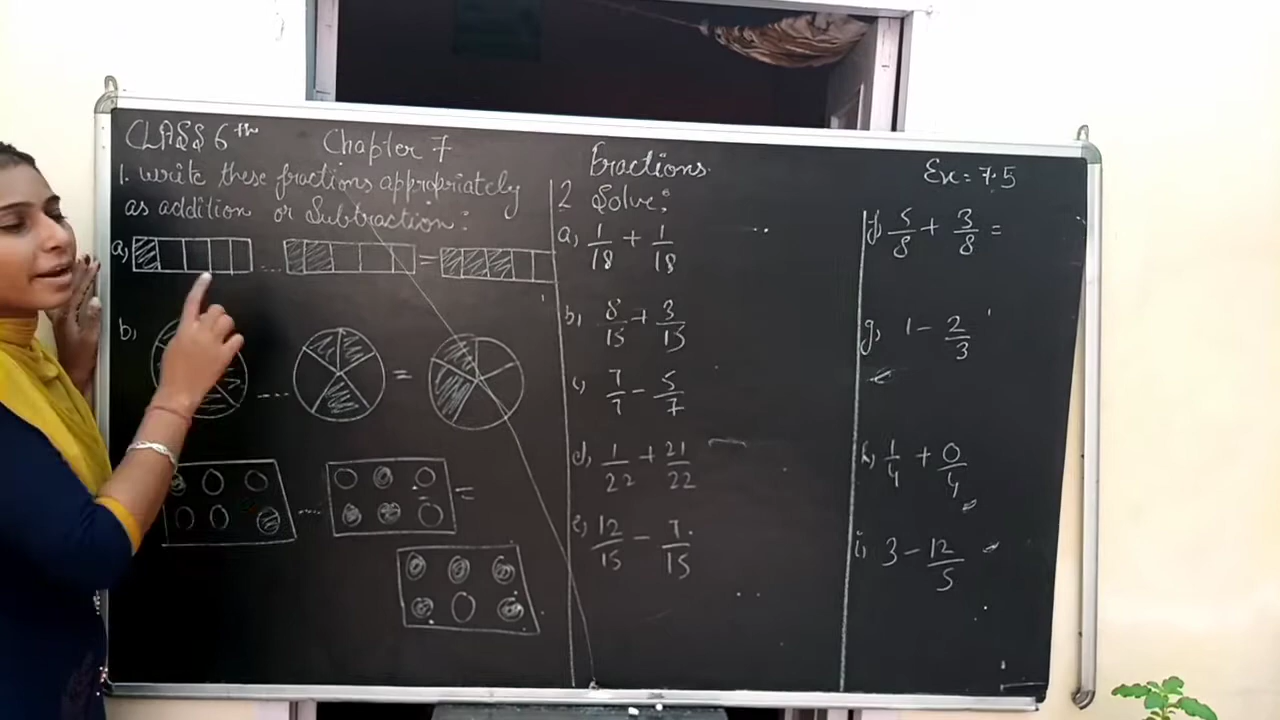 CLASS 6th Chapter 7 Fractions. Ex = 7.5
1. Write these fractions appropriately
as addition or Subtraction:
a,
.... =
b,
.... =
.... =
2 Solve:
a, 1/18 + 1/18
b, 8/15 + 3/15
c, 7/7 - 5/7
d, 1/22 + 21/22
e, 12/15 - 7/15
f, 5/8 + 3/8 =
g, 1 - 2/3
h, 1/4 + 0/4
i, 3 - 12/5